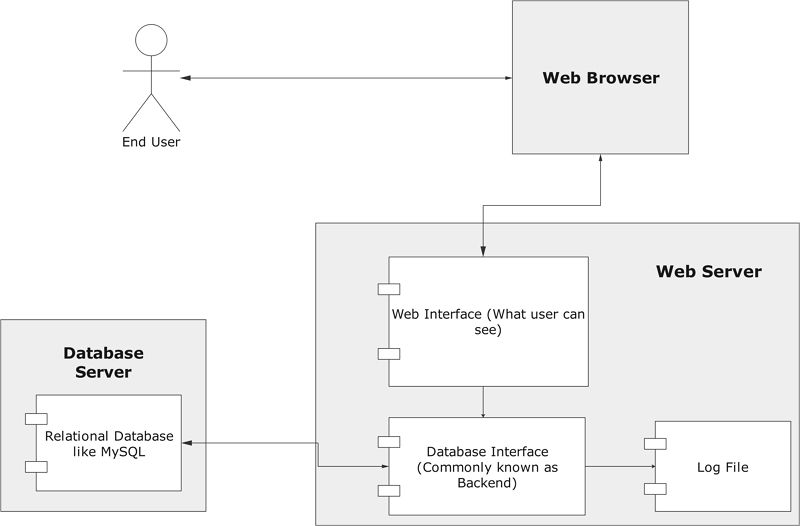 Web Browser
End User
Web Server
Web Interface (What user can
see)
Database
Server
Relational Database
like MySQL
Database Interface
(Commonly known as
Backend)
Log File